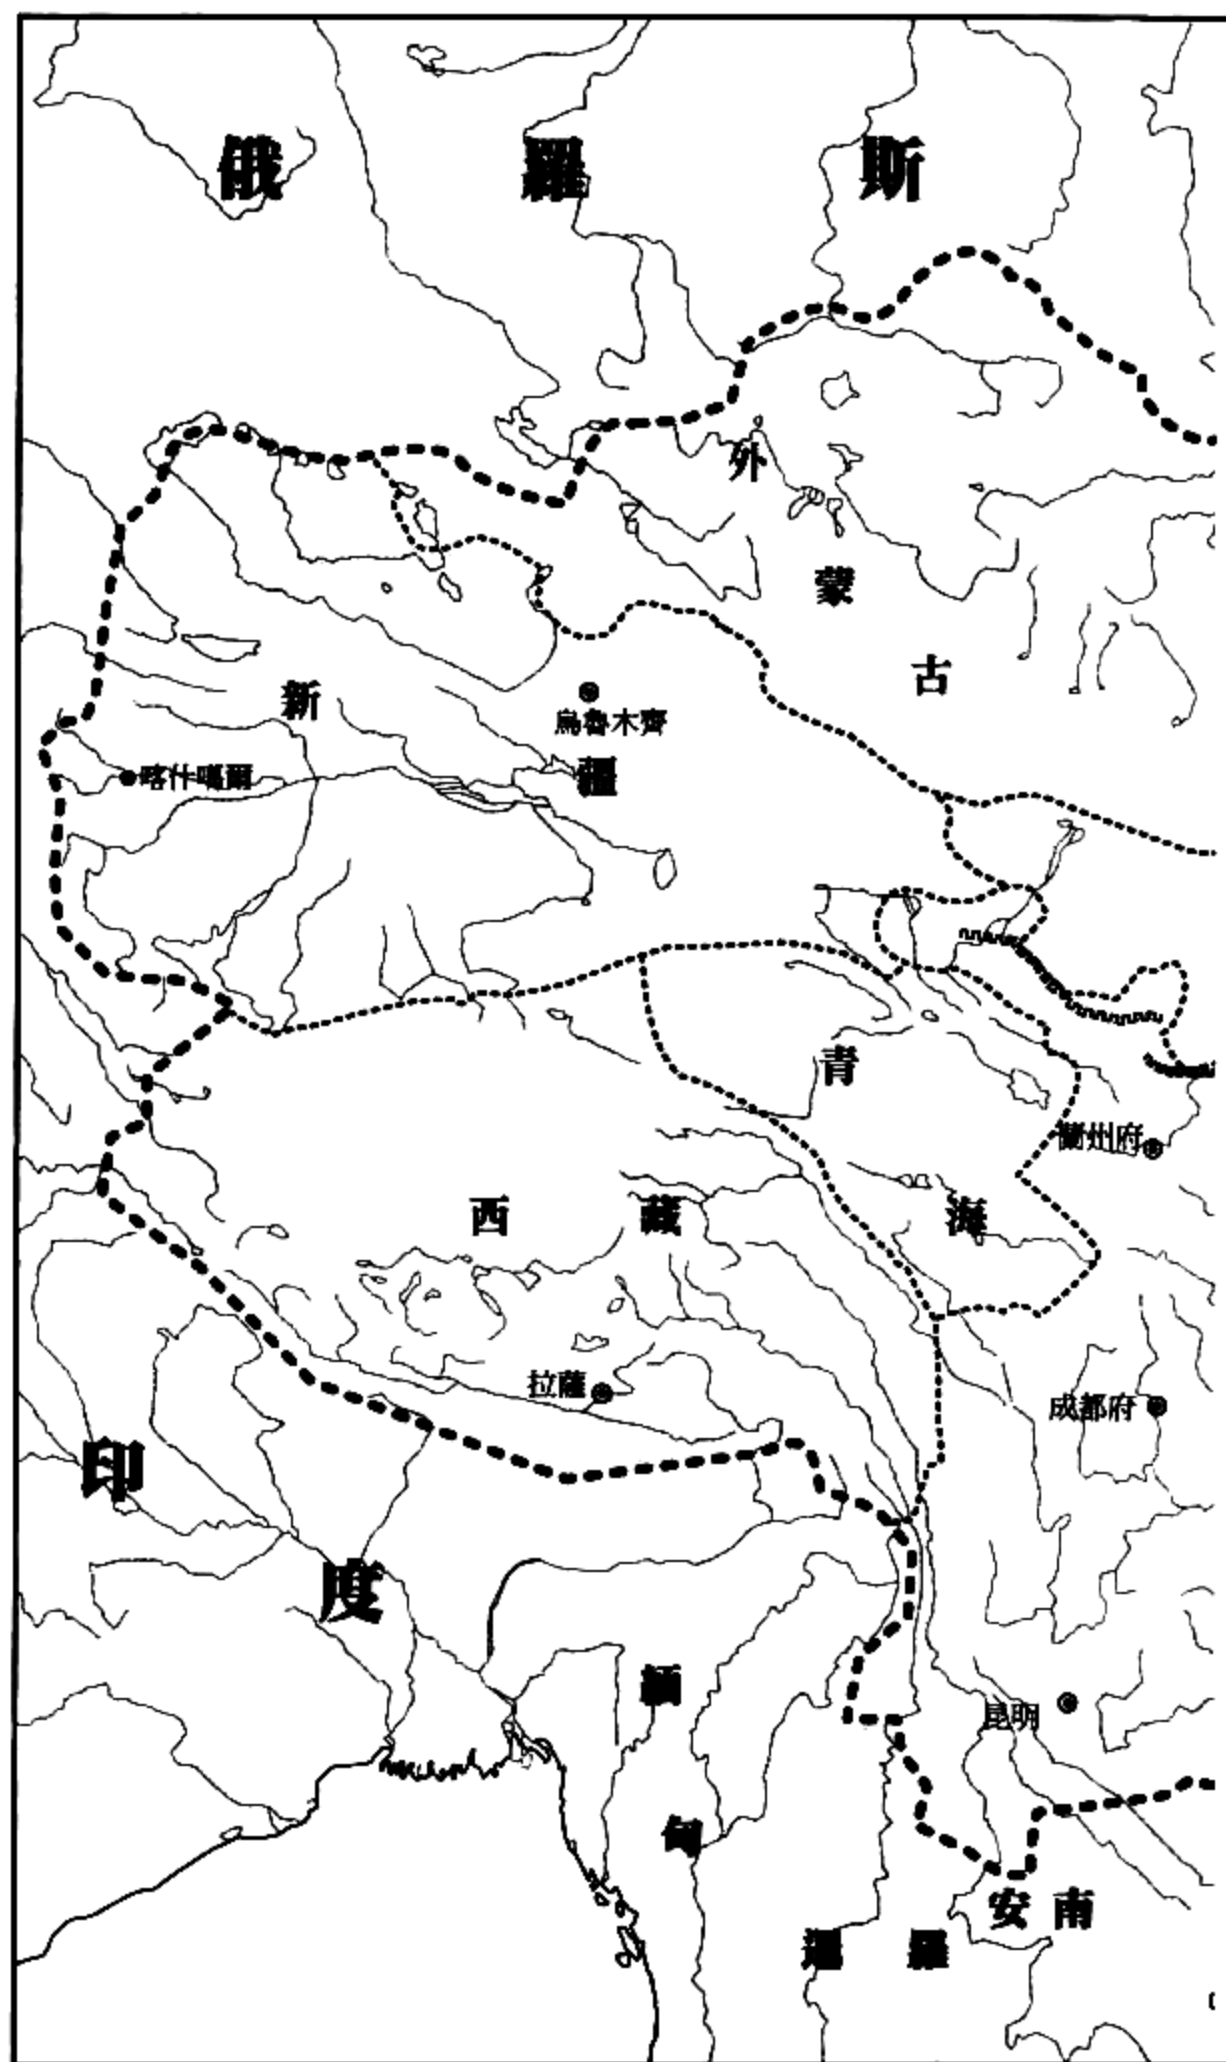 俄羅斯
外蒙古
新疆
烏魯木齊
喀什噶爾
青海
蘭州府
西藏
拉薩
成都府
印度
緬甸
昆明
安南
暹羅